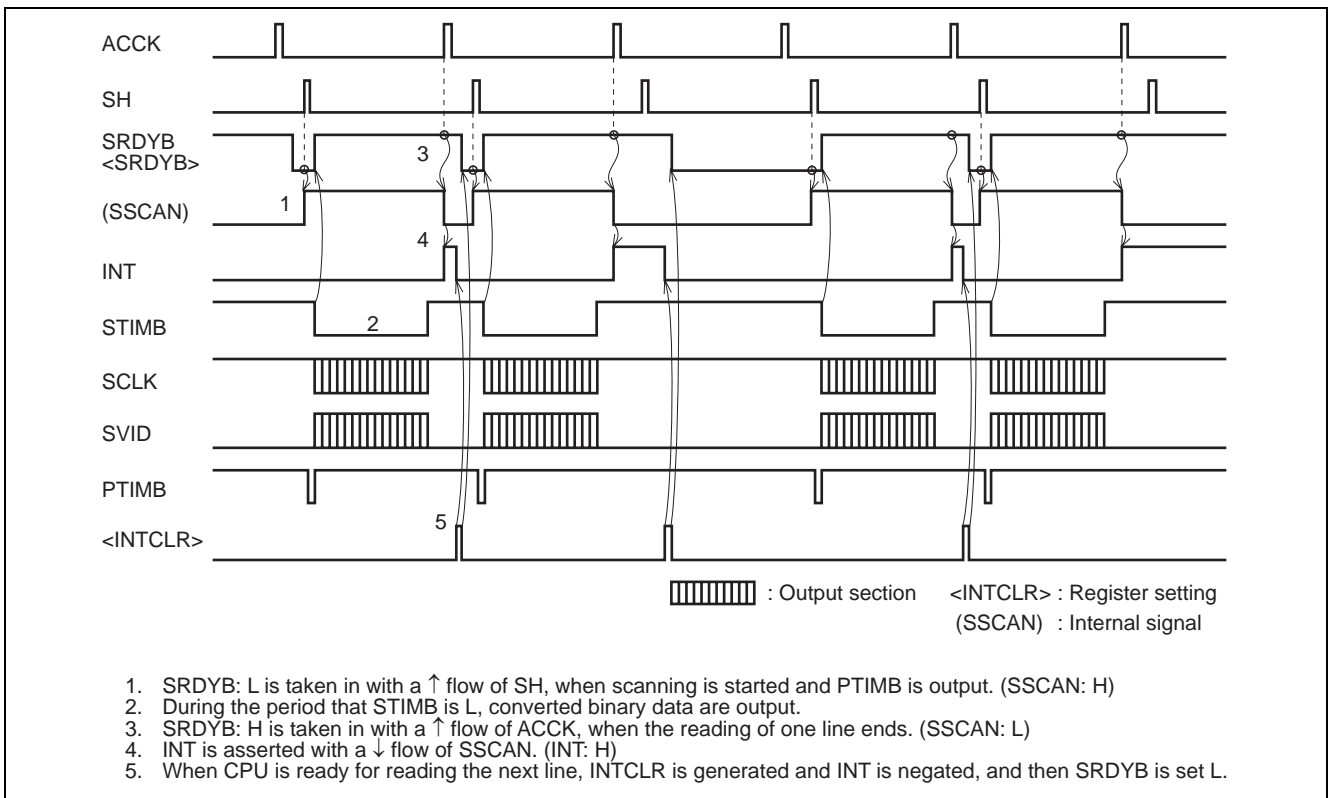 ACCK
SH
SRDYB
<SRDYB>
3
1
(SSCAN)
4
INT
STIMB
2
SCLK
SVID
PTIMB
5
<INTCLR>
: Output section <INTCLR> : Register setting
(SSCAN) : Internal signal
1. SRDYB: L is taken in with a ↑ flow of SH, when scanning is started and PTIMB is output. (SSCAN: H)
2. During the period that STIMB is L, converted binary data are output.
3. SRDYB: H is taken in with a ↑ flow of ACCK, when the reading of one line ends. (SSCAN: L)
4. INT is asserted with a ↓ flow of SSCAN. (INT: H)
5. When CPU is ready for reading the next line, INTCLR is generated and INT is negated, and then SRDYB is set L.